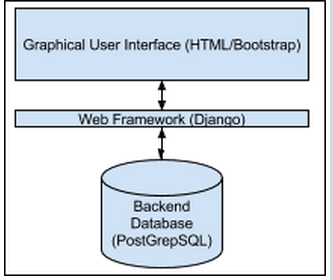 Graphical User Interface (HTML/Bootstrap)
Web Framework (Django)
Backend
Database
(PostGrepSQL)